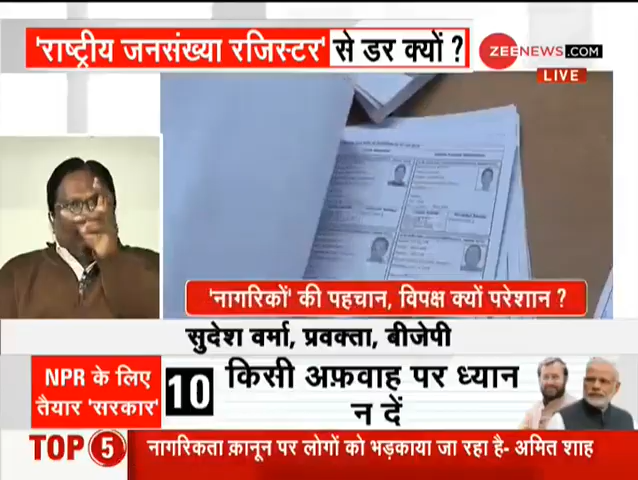 'राष्ट्रीय जनसंख्या रजिस्टर' से डर क्यों ?
ZEENEWS.COM
LIVE
'नागरिकों' की पहचान, विपक्ष क्यों परेशान ?
सुदेश वर्मा, प्रवक्ता, बीजेपी
NPR के लिए
तैयार 'सरकार'
10
किसी अफ़वाह पर ध्यान
न दें
TOP 5
नागरिकता क़ानून पर लोगों को भड़काया जा रहा है- अमित शाह